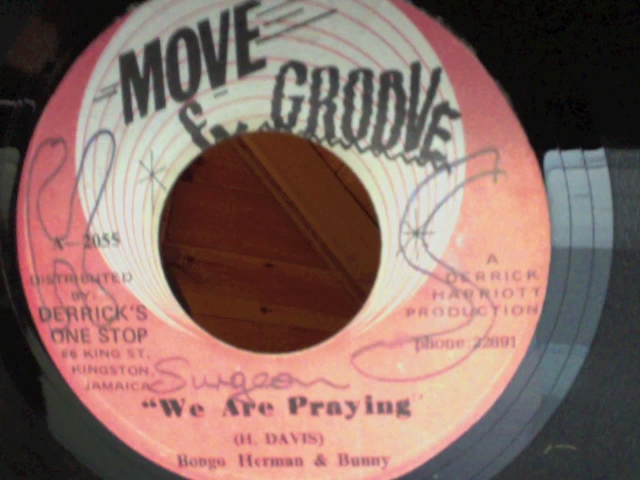 MOVE
&
GROOVE
A-2055
DISTRIBUTED
BY:
DERRICK'S
ONE STOP
66 KING ST.
KINGSTON
JAMAICA
A
DERRICK
HARRIOTT
PRODUCTION
phone: 22691
Surgeon
"We Are Praying"
(H. DAVIS)
Bongo Herman & Bunny